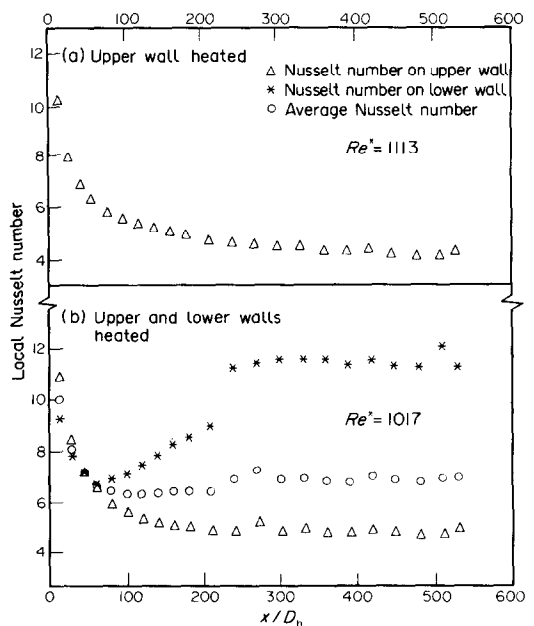 0 100 200 300 400 500 600
(a) Upper wall heated
△ Nusselt number on upper wall
* Nusselt number on lower wall
○ Average Nusselt number
Re* = 1113
12
10
8
6
4
Local Nusselt number
(b) Upper and lower walls
heated
Re* = 1017
12
10
8
6
4
0 100 200 300 400 500 600
x/Dh